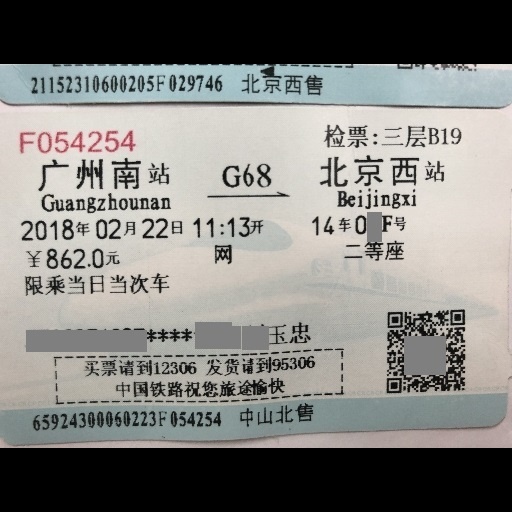 21152310600205F029746 北京西售
F054254 检票:三层B19
广州南站 G68 北京西站
Guangzhounan Beijingxi
2018年02月22日11:13开 14车0 F号
￥862.0元 网 二等座
限乘当日当次车
**** 玉忠
买票请到12306 发货请到95306
中国铁路祝您旅途愉快
65924300060223F054254 中山北售